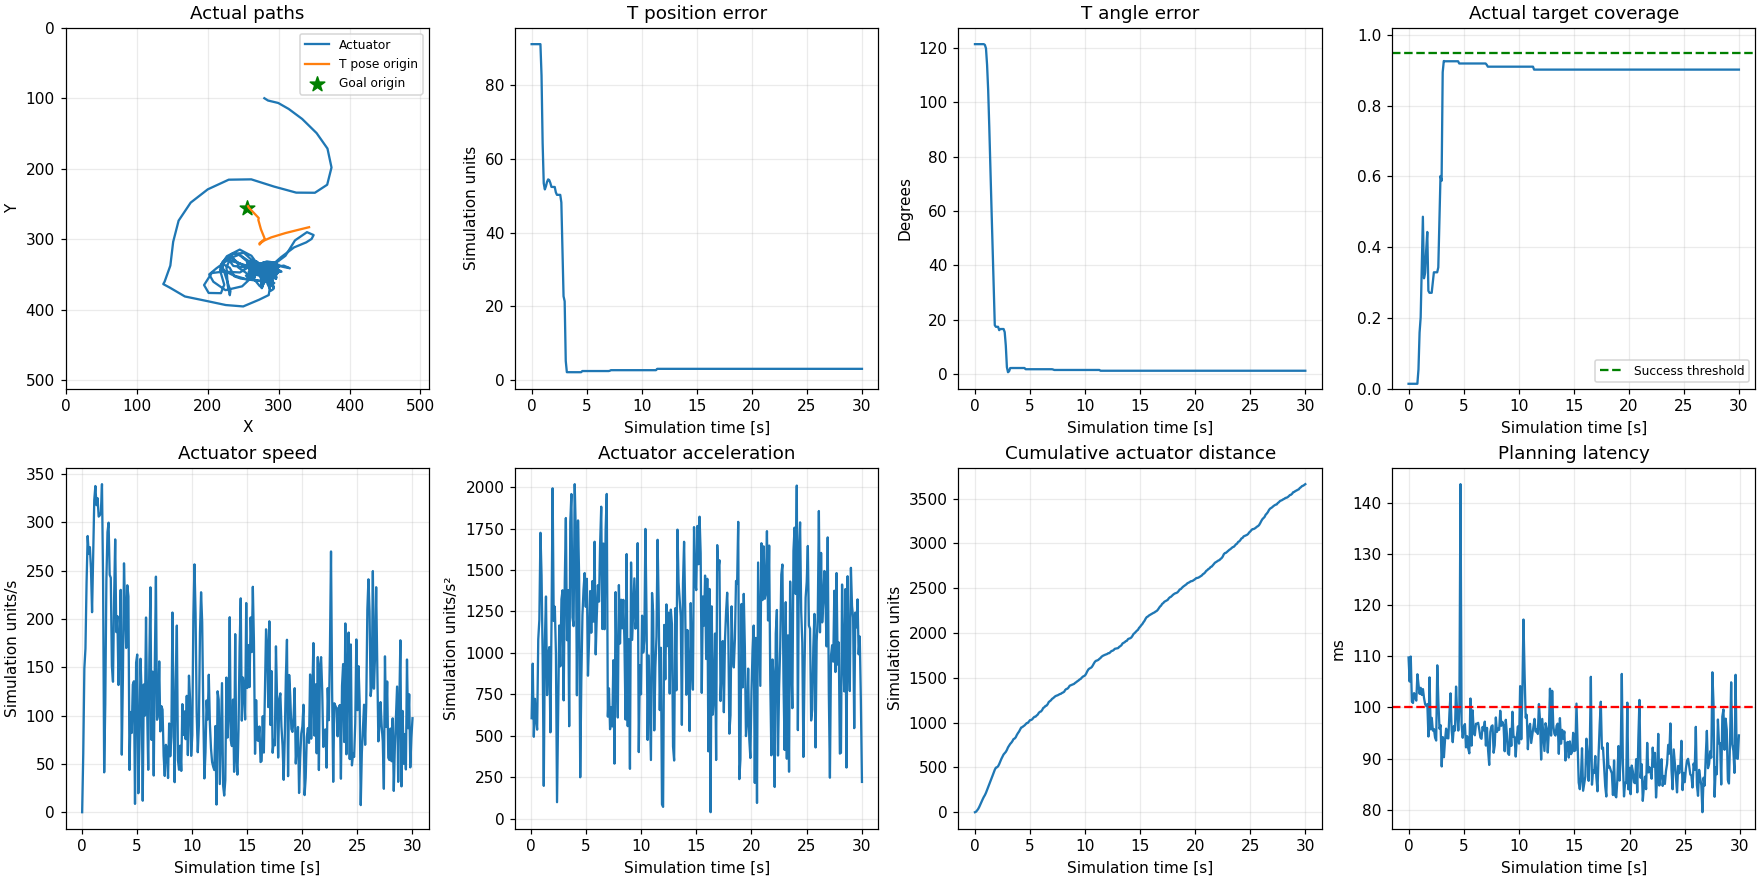 Actual paths
0
100
200
300
400
500
Y
0 100 200 300 400 500
X
Actuator
T pose origin
Goal origin
T position error
80
60
40
20
0
Simulation units
0 5 10 15 20 25 30
Simulation time [s]
T angle error
120
100
80
60
40
20
0
Degrees
0 5 10 15 20 25 30
Simulation time [s]
Actual target coverage
1.0
0.8
0.6
0.4
0.2
0.0
Success threshold
0 5 10 15 20 25 30
Simulation time [s]
Actuator speed
350
300
250
200
150
100
50
0
Simulation units/s
0 5 10 15 20 25 30
Simulation time [s]
Actuator acceleration
2000
1750
1500
1250
1000
750
500
250
0
Simulation units/s²
0 5 10 15 20 25 30
Simulation time [s]
Cumulative actuator distance
3500
3000
2500
2000
1500
1000
500
0
Simulation units
0 5 10 15 20 25 30
Simulation time [s]
Planning latency
140
130
120
110
100
90
80
ms
0 5 10 15 20 25 30
Simulation time [s]